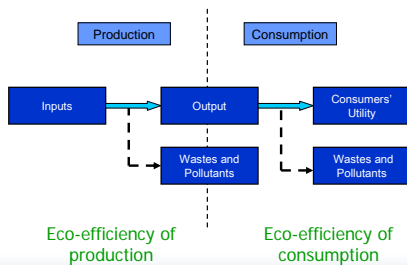 Production
Consumption
Inputs
Output
Consumers'
Utility
Wastes and
Pollutants
Wastes and
Pollutants
Eco-efficiency of
production
Eco-efficiency of
consumption